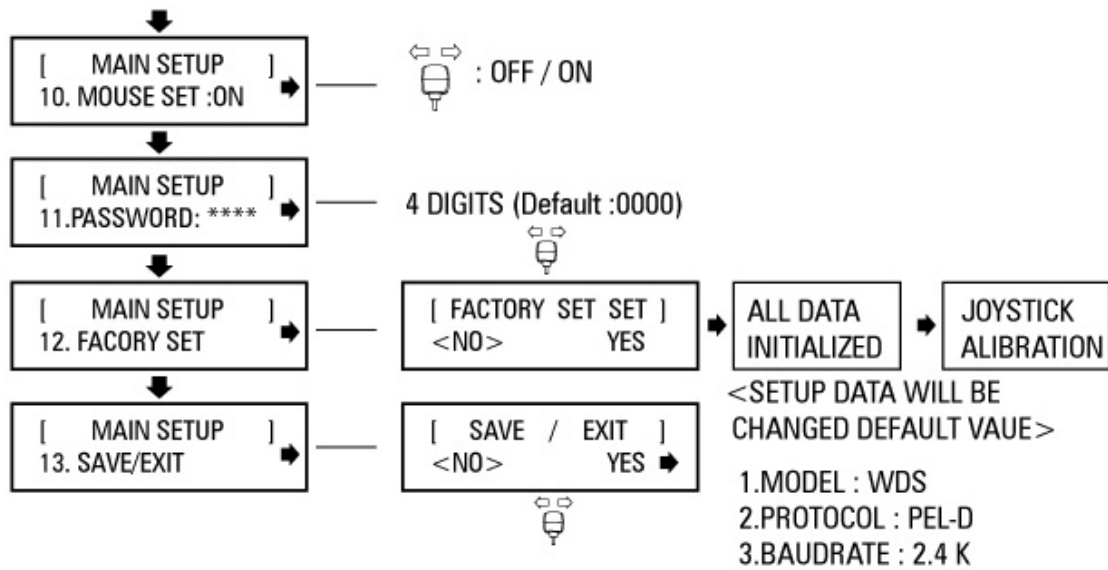 [ MAIN SETUP ]
10. MOUSE SET :ON
: OFF / ON
[ MAIN SETUP ]
11.PASSWORD: ****
4 DIGITS (Default :0000)
[ MAIN SETUP ]
12. FACORY SET
[ FACTORY SET SET ]
<NO> YES
ALL DATA
INITIALIZED
JOYSTICK
ALIBRATION
<SETUP DATA WILL BE
CHANGED DEFAULT VAUE>
[ MAIN SETUP ]
13. SAVE/EXIT
[ SAVE / EXIT ]
<NO> YES
1.MODEL : WDS
2.PROTOCOL : PEL-D
3.BAUDRATE : 2.4 K